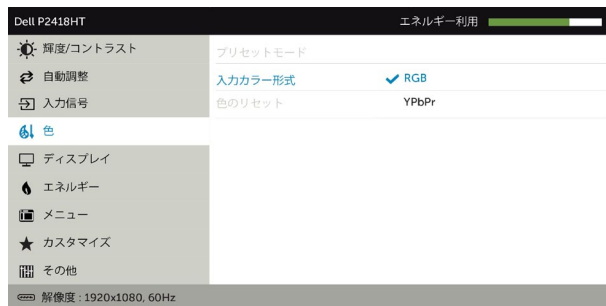 Dell P2418HT エネルギー利用
輝度/コントラスト
プリセットモード
自動調整
入力カラー形式 RGB
入力信号
色のリセット YPbPr
色
ディスプレイ
エネルギー
メニュー
カスタマイズ
その他
解像度 : 1920x1080, 60Hz